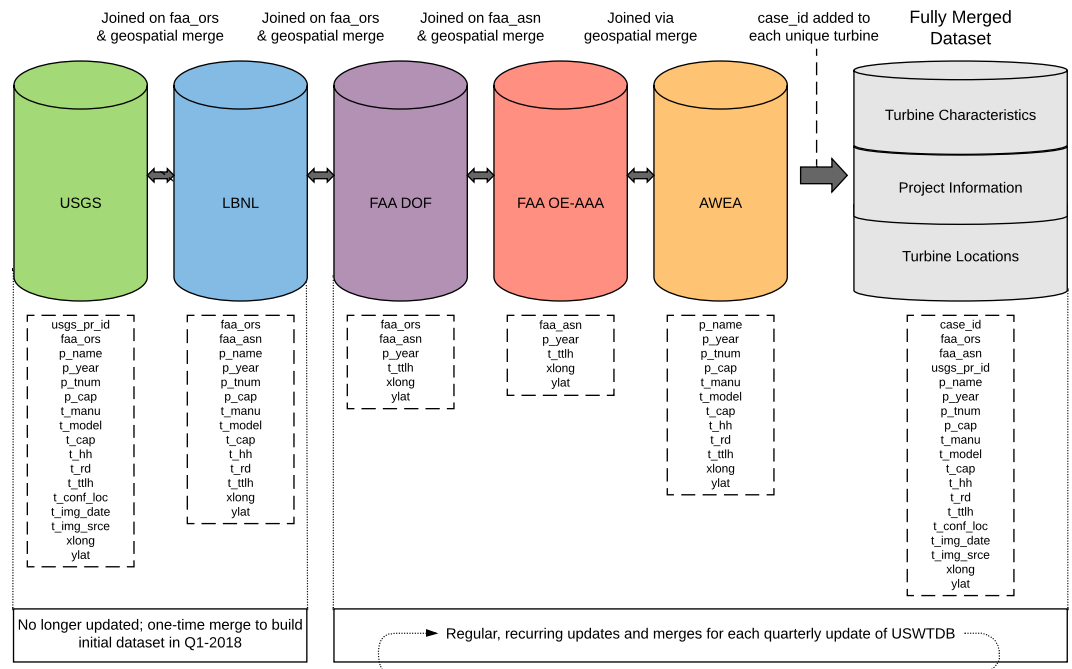 Joined on faa_ors
& geospatial merge
Joined on faa_ors
& geospatial merge
Joined on faa_asn
& geospatial merge
Joined via
geospatial merge
case_id added to
each unique turbine
Fully Merged
Dataset
USGS
LBNL
FAA DOF
FAA OE-AAA
AWEA
Turbine Characteristics
Project Information
Turbine Locations
usgs_pr_id
faa_ors
p_name
p_year
p_tnum
p_cap
t_manu
t_model
t_cap
t_hh
t_rd
t_ttlh
t_conf_loc
t_img_date
t_img_srce
xlong
ylat
faa_ors
faa_asn
p_name
p_year
p_tnum
p_cap
t_manu
t_model
t_cap
t_hh
t_rd
t_ttlh
xlong
ylat
faa_ors
faa_asn
p_year
t_ttlh
xlong
ylat
faa_asn
p_year
t_ttlh
xlong
ylat
p_name
p_year
p_tnum
p_cap
t_manu
t_model
t_cap
t_hh
t_rd
t_ttlh
xlong
ylat
case_id
faa_ors
faa_asn
usgs_pr_id
p_name
p_year
p_tnum
p_cap
t_manu
t_model
t_cap
t_hh
t_rd
t_ttlh
t_conf_loc
t_img_date
t_img_srce
xlong
ylat
No longer updated; one-time merge to build
initial dataset in Q1-2018
Regular, recurring updates and merges for each quarterly update of USWTDB